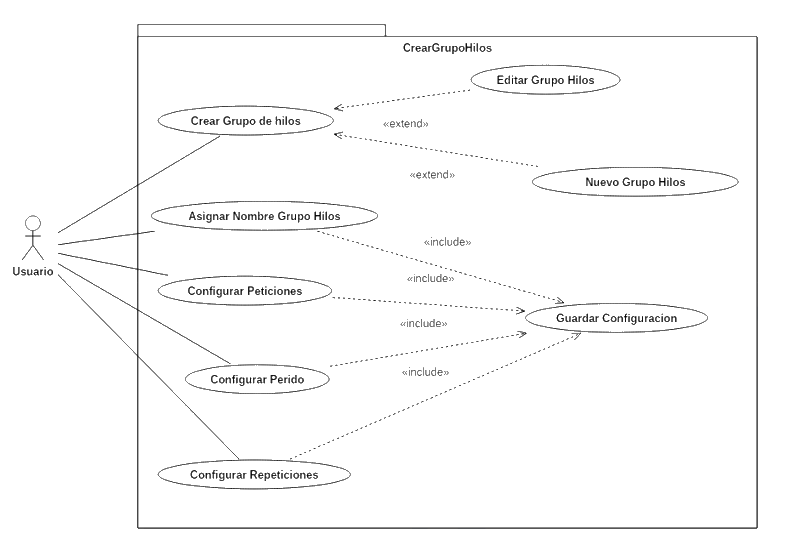 CrearGrupoHilos
Editar Grupo Hilos
Crear Grupo de hilos
«extend»
«extend»
Nuevo Grupo Hilos
Asignar Nombre Grupo Hilos
«include»
Usuario
«include»
Configurar Peticiones
Guardar Configuracion
«include»
«include»
Configurar Perido
Configurar Repeticiones